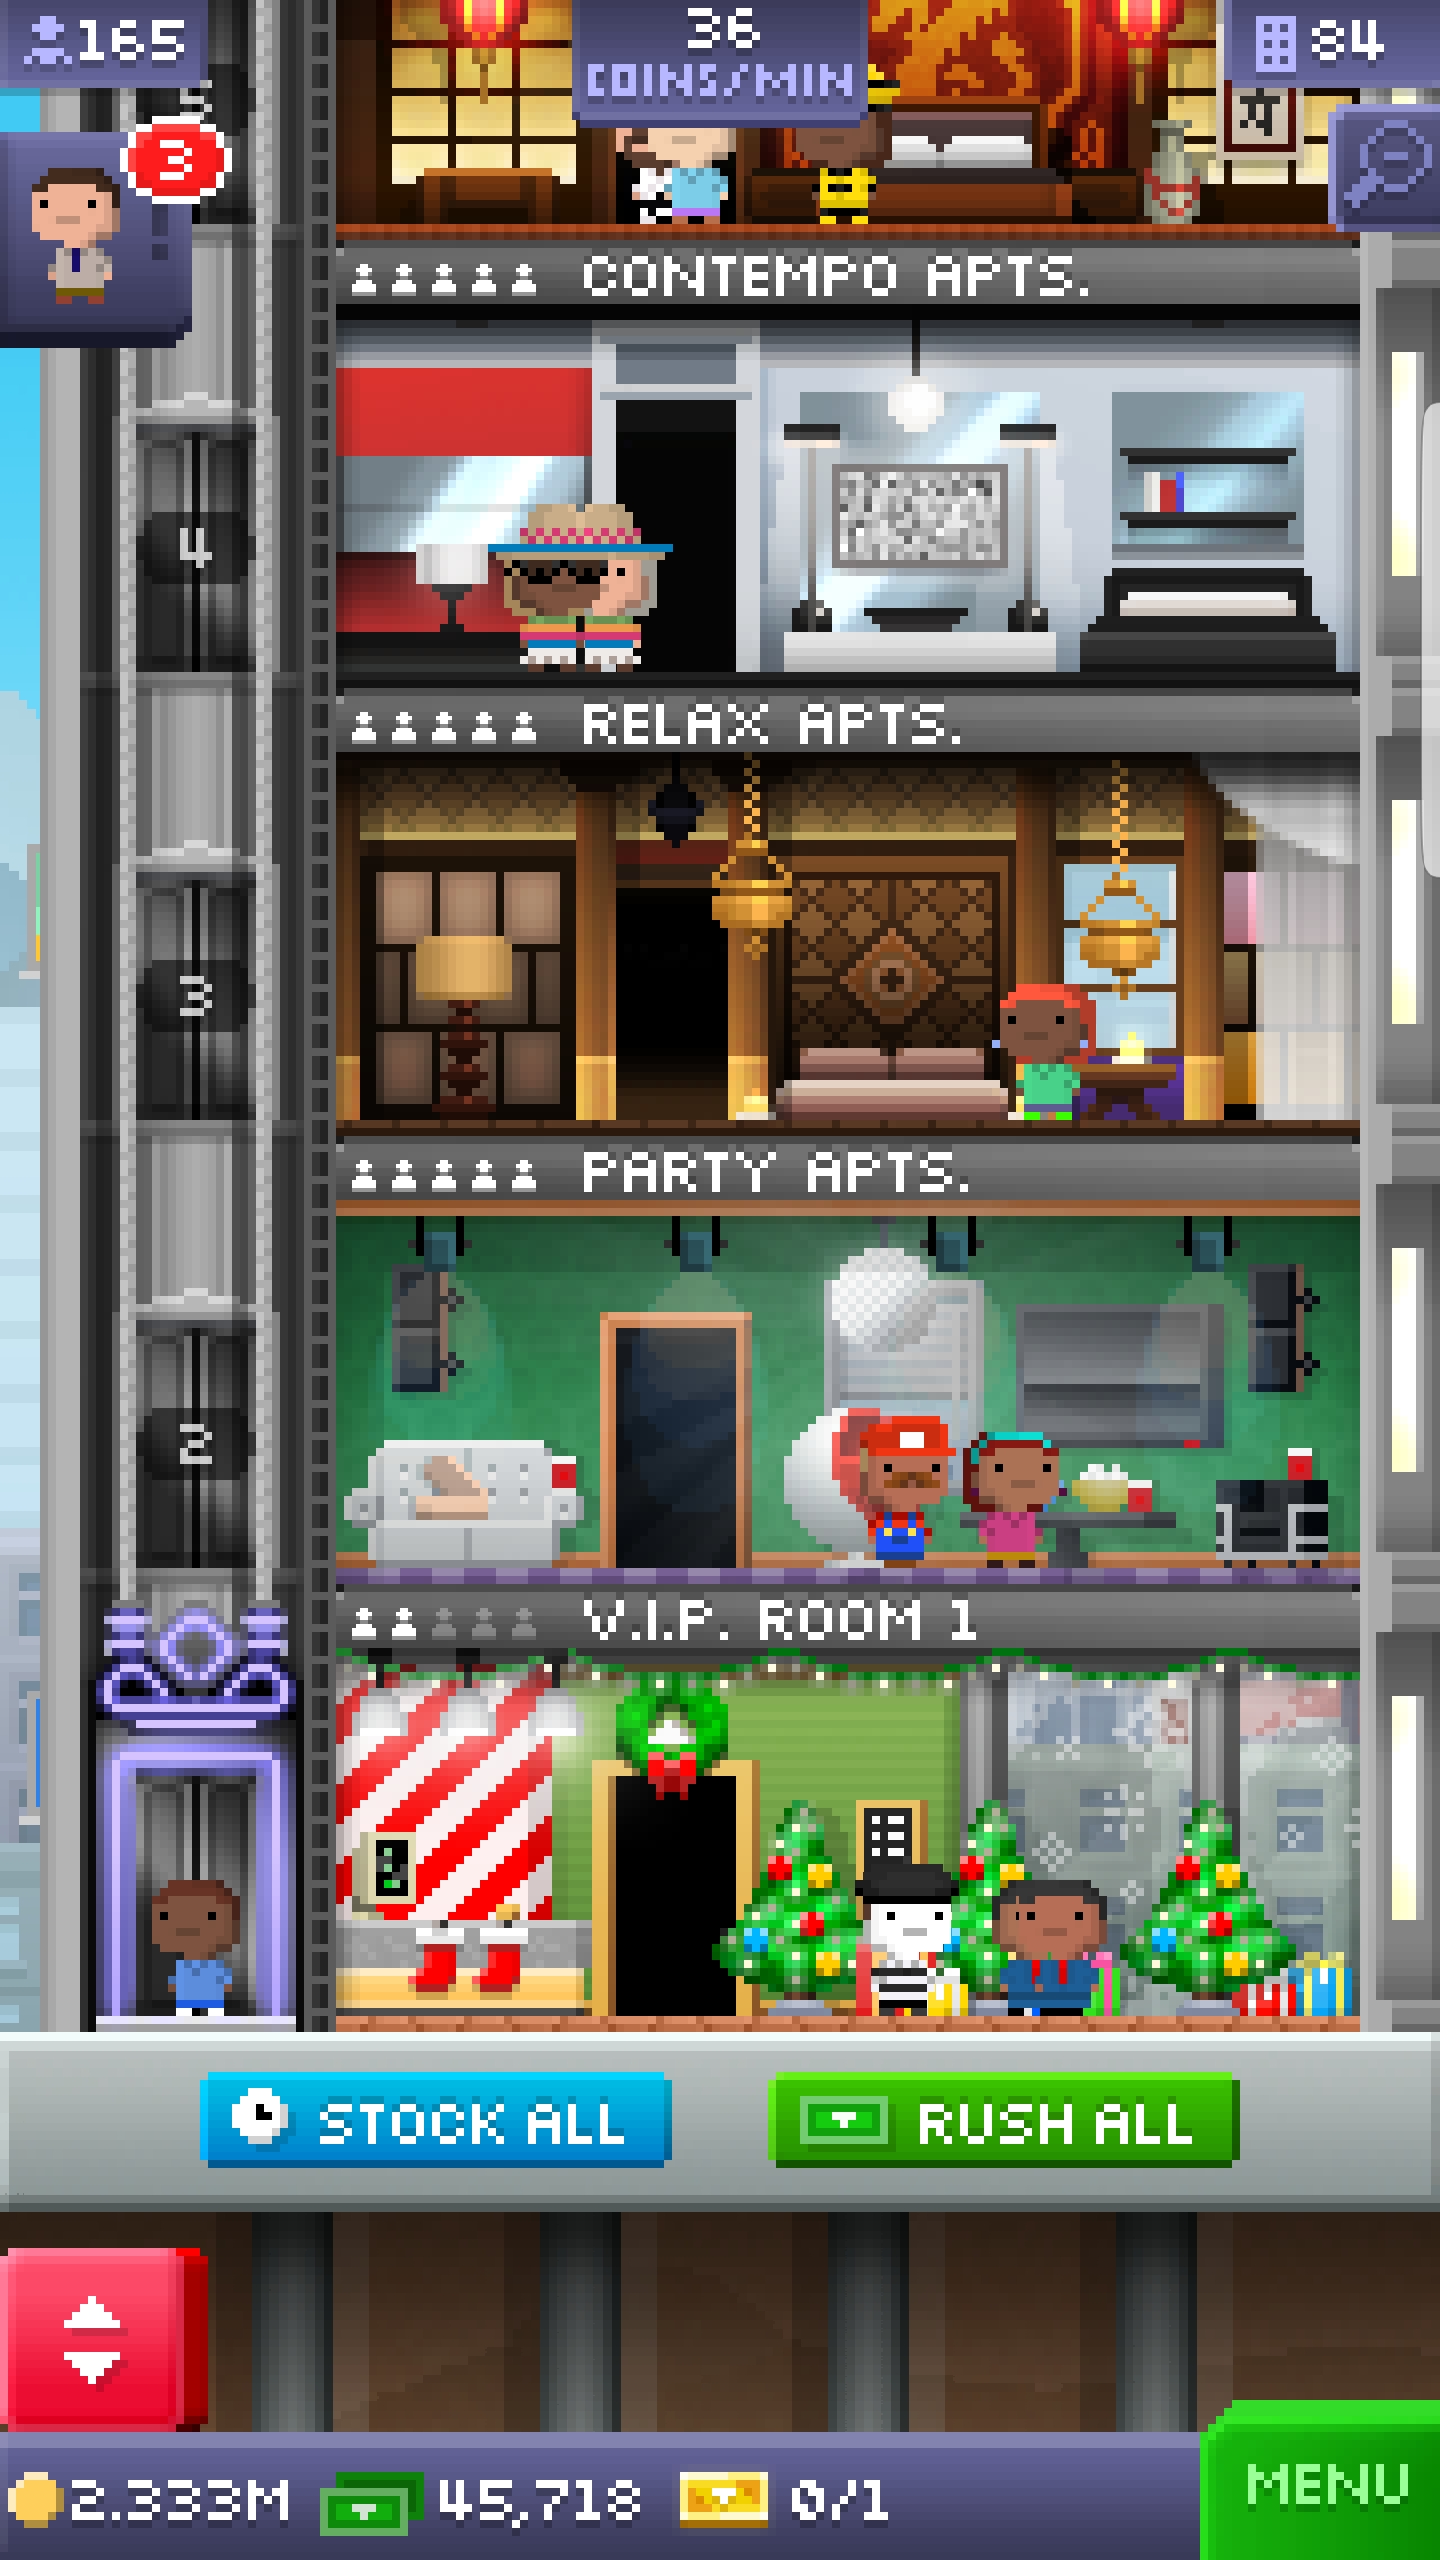 165
36
COINS/MIN
84
5
3
CONTEMPO APTS.
4
RELAX APTS.
3
PARTY APTS.
2
V.I.P. ROOM 1
STOCK ALL
RUSH ALL
2.333M
45,718
0/1
MENU